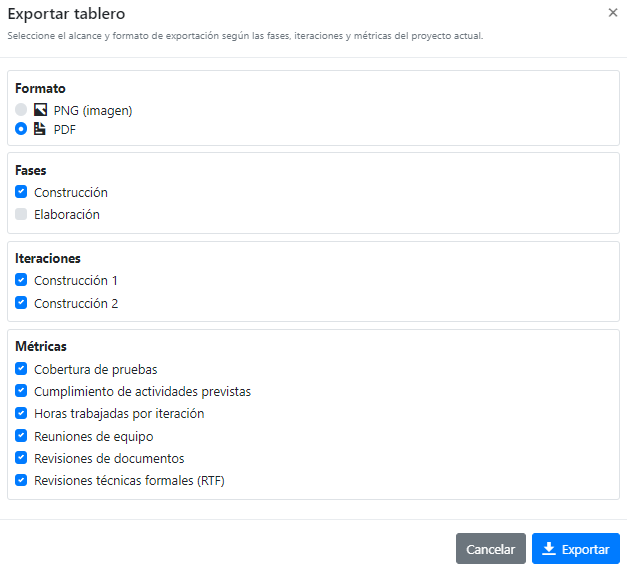 Exportar tablero
Seleccione el alcance y formato de exportación según las fases, iteraciones y métricas del proyecto actual.
Formato
PNG (imagen)
PDF
Fases
Construcción
Elaboración
Iteraciones
Construcción 1
Construcción 2
Métricas
Cobertura de pruebas
Cumplimiento de actividades previstas
Horas trabajadas por iteración
Reuniones de equipo
Revisiones de documentos
Revisiones técnicas formales (RTF)
Cancelar
Exportar